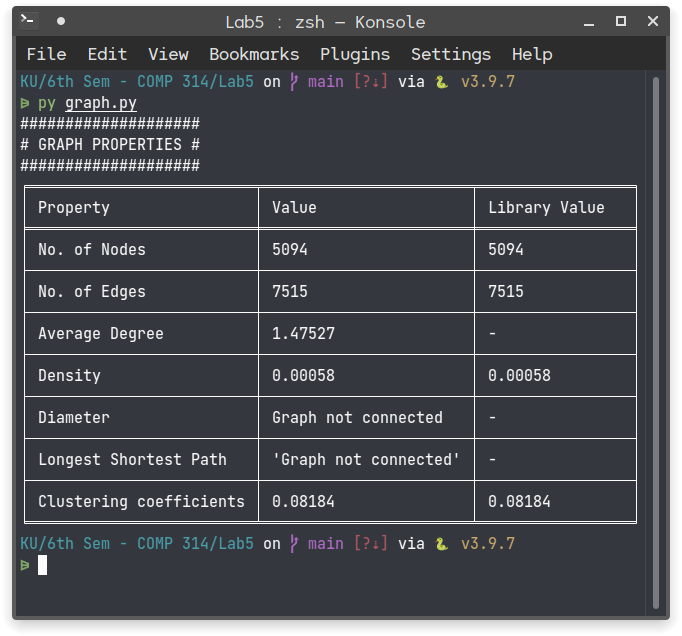 Lab5 : zsh — Konsole
File Edit View Bookmarks Plugins Settings Help
KU/6th Sem - COMP 314/Lab5 on main [?⇣] via v3.9.7
py graph.py
####################
# GRAPH PROPERTIES #
####################
Property Value Library Value
No. of Nodes 5094 5094
No. of Edges 7515 7515
Average Degree 1.47527 -
Density 0.00058 0.00058
Diameter Graph not connected -
Longest Shortest Path 'Graph not connected' -
Clustering coefficients 0.08184 0.08184
KU/6th Sem - COMP 314/Lab5 on main [?⇣] via v3.9.7